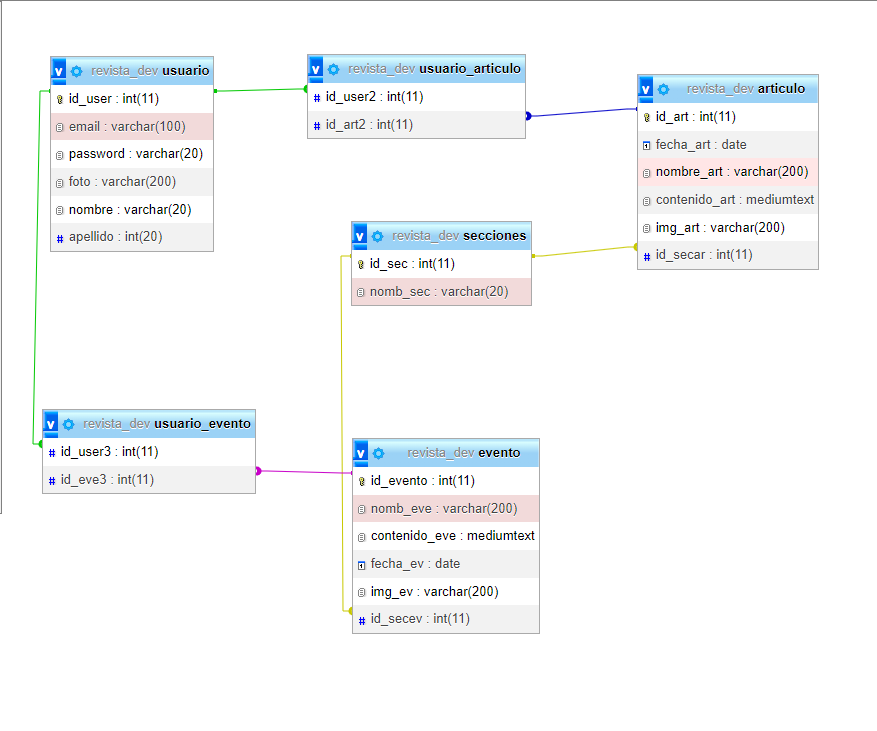 v revista_dev usuario
id_user : int(11)
email : varchar(100)
password : varchar(20)
foto : varchar(200)
nombre : varchar(20)
# apellido : int(20)
v revista_dev usuario_articulo
# id_user2 : int(11)
# id_art2 : int(11)
v revista_dev articulo
id_art : int(11)
fecha_art : date
nombre_art : varchar(200)
contenido_art : mediumtext
img_art : varchar(200)
# id_secar : int(11)
v revista_dev secciones
id_sec : int(11)
nomb_sec : varchar(20)
v revista_dev usuario_evento
# id_user3 : int(11)
# id_eve3 : int(11)
v revista_dev evento
id_evento : int(11)
nomb_eve : varchar(200)
contenido_eve : mediumtext
fecha_ev : date
img_ev : varchar(200)
# id_secev : int(11)